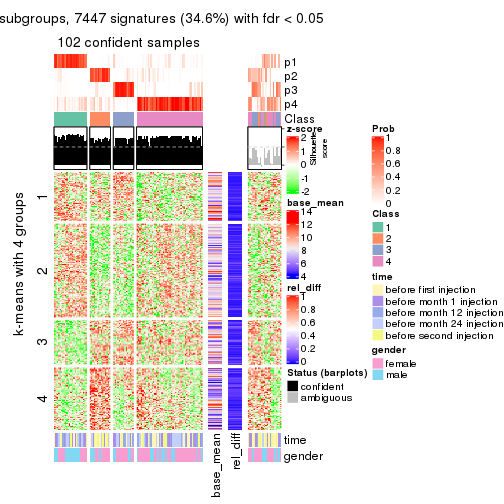 subgroups, 7447 signatures (34.6%) with fdr < 0.05
102 confident samples
p1
p2
p3
p4
Class
z-score
2
1
0
-1
-2
Silhouette
score
1
0.5
0
k-means with 4 groups
1
2
3
4
base_mean
14
12
10
8
6
4
rel_diff
1
0.8
0.6
0.4
0.2
0
Status (barplots)
confident
ambiguous
time
gender
base_mean
rel_diff
Prob
1
0.8
0.6
0.4
0.2
0
Class
1
2
3
4
time
before first injection
before month 1 injection
before month 12 injection
before month 24 injection
before second injection
gender
female
male